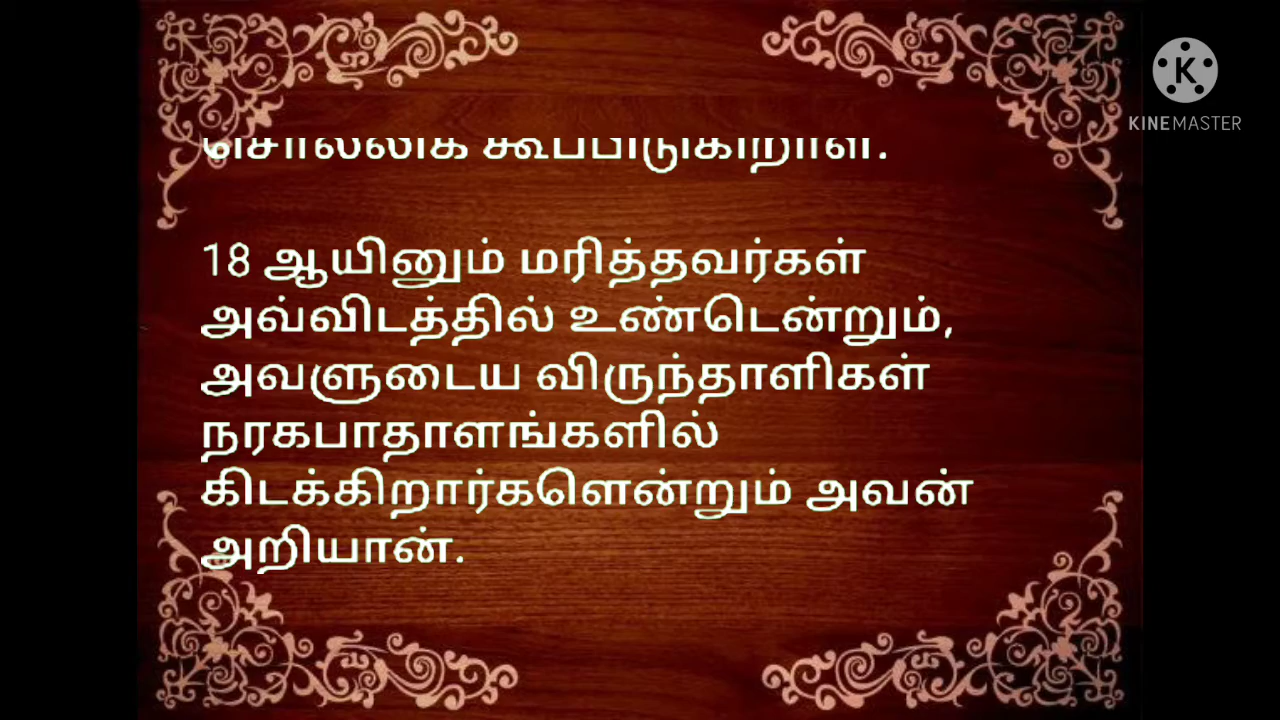 சொல்லிக் கூப்பிடுகிறாள்.
18 ஆயினும் மரித்தவர்கள்
அவ்விடத்தில் உண்டென்றும்,
அவளுடைய விருந்தாளிகள்
நரகபாதாளங்களில்
கிடக்கிறார்களென்றும் அவன்
அறியான்.
K
KINEMASTER